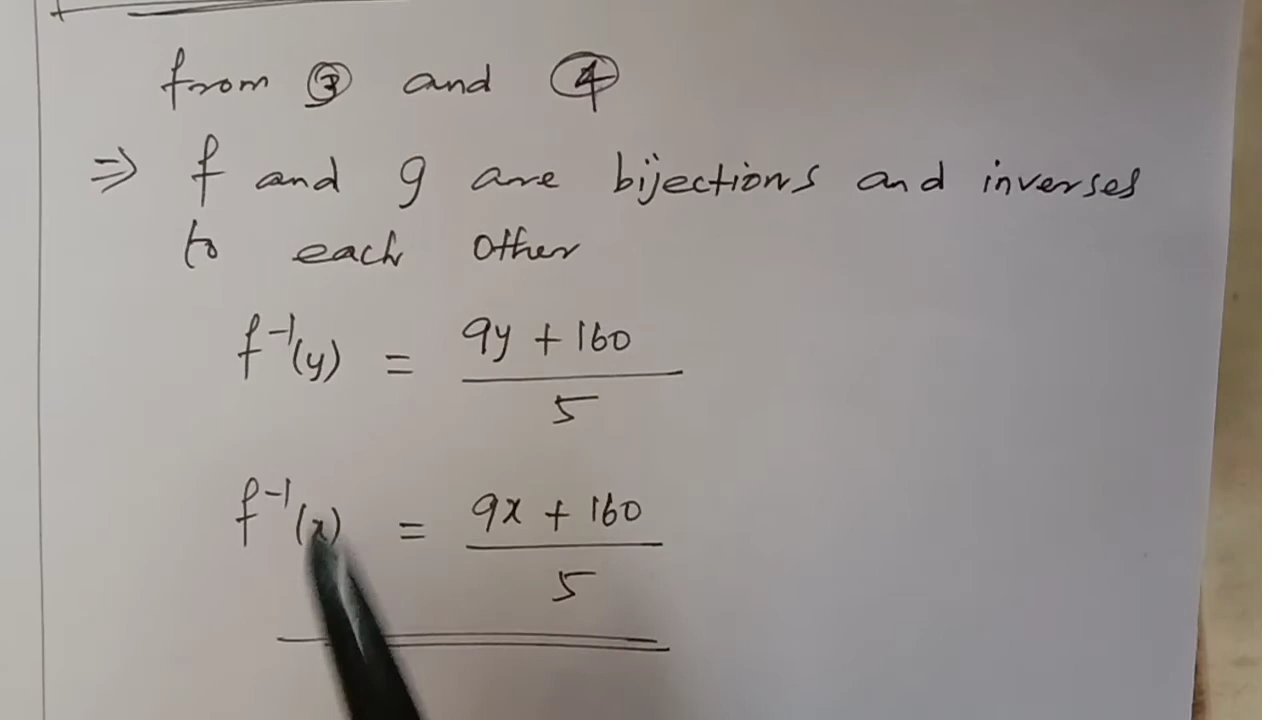 from ③ and ④
⇒ f and g are bijections and inverses
to each other
f⁻¹(y) = (9y + 160)/5
f⁻¹(x) = (9x + 160)/5